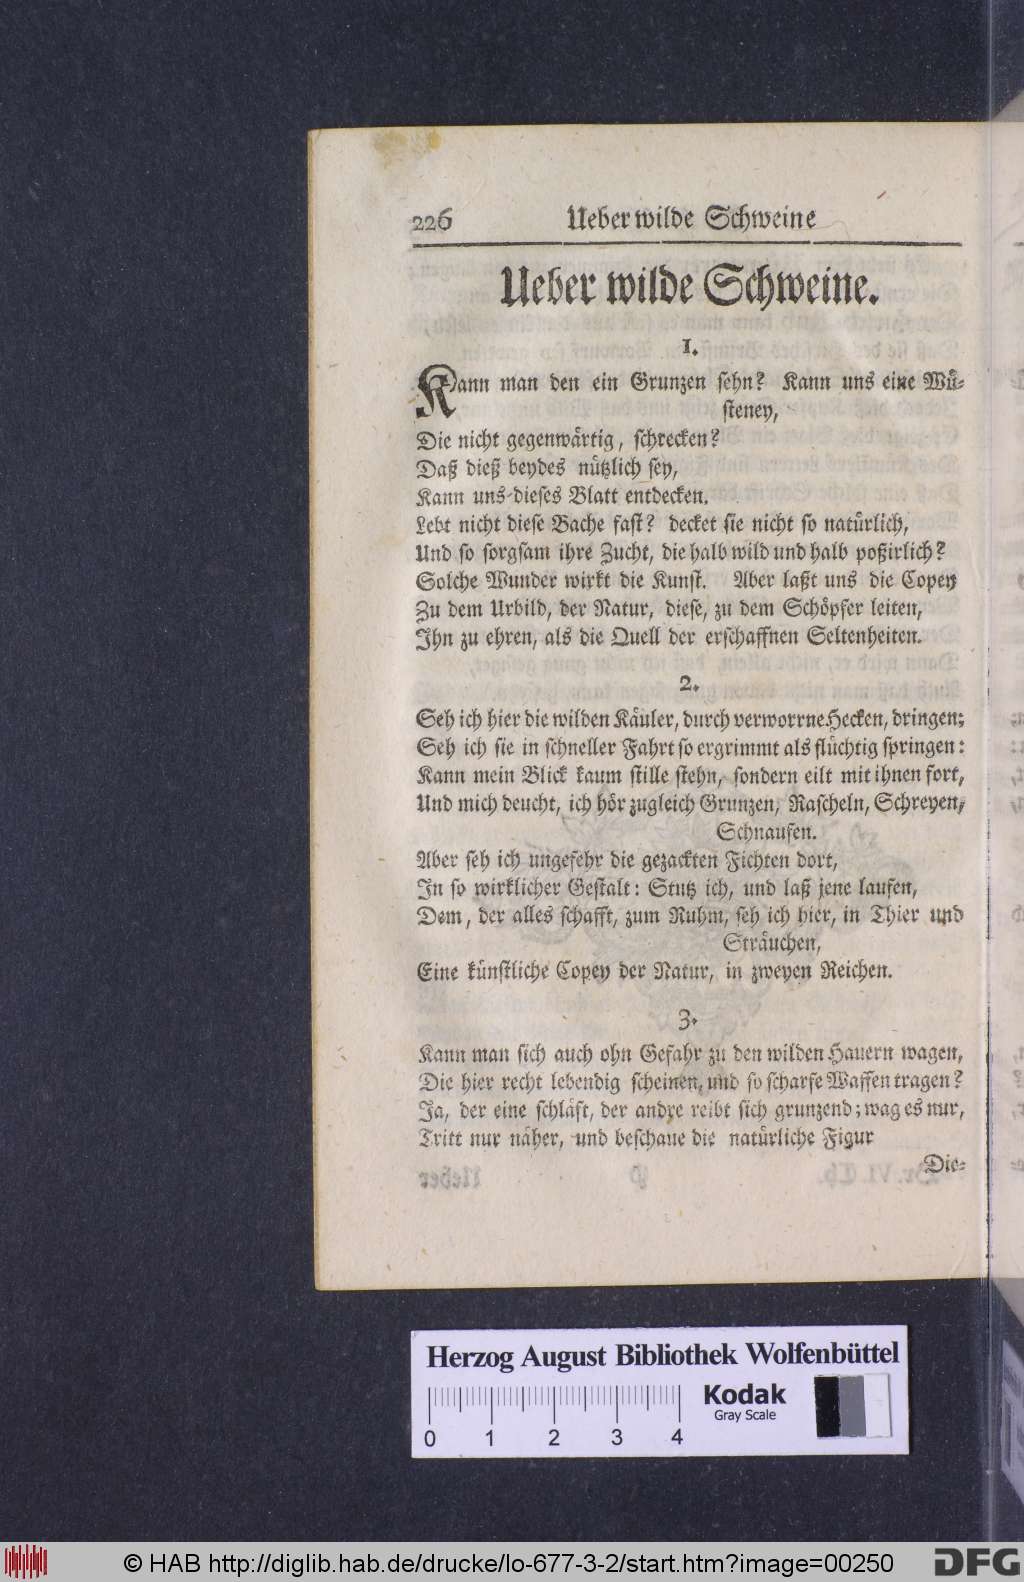 226 Ueber wilde Schweine
Ueber wilde Schweine.
1.
Kann man den ein Grunzen sehn? Kann uns eine Wü-
steney,
Die nicht gegenwärtig, schrecken?
Daß dieß beydes nützlich sey,
Kann uns dieses Blatt entdecken.
Lebt nicht diese Bache fast? decket sie nicht so natürlich,
Und so sorgsam ihre Zucht, die halb wild und halb poßirlich?
Solche Wunder wirkt die Kunst. Aber laßt uns die Copey
Zu dem Urbild, der Natur, diese, zu dem Schöpfer leiten,
Ihn zu ehren, als die Quell der erschaffnen Seltenheiten.
2.
Seh ich hier die wilden Käuler, durch verworrne Hecken, dringen;
Seh ich sie in schneller Fahrt so ergrimmt als flüchtig springen:
Kann mein Blick kaum stille stehn, sondern eilt mit ihnen fort,
Und mich deucht, ich hör zugleich Grunzen, Rascheln, Schreyen,
Schnaufen.
Aber seh ich ungefehr die gezackten Fichten dort,
In so wirklicher Gestalt: Stutz ich, und laß jene laufen,
Dem, der alles schafft, zum Ruhm, seh ich hier, in Thier und
Sträuchen,
Eine künstliche Copey der Natur, in zweyen Reichen.
3.
Kann man sich auch ohn Gefahr zu den wilden Hauern wagen,
Die hier recht lebendig scheinen, und so scharfe Waffen tragen?
Ja, der eine schläft, der andre reibt sich grunzend; wag es nur,
Tritt nur näher, und beschaue die natürliche Figur
Die-
Herzog August Bibliothek Wolfenbüttel
Kodak
Gray Scale
0 1 2 3 4
© HAB http://diglib.hab.de/drucke/lo-677-3-2/start.htm?image=00250
DFG